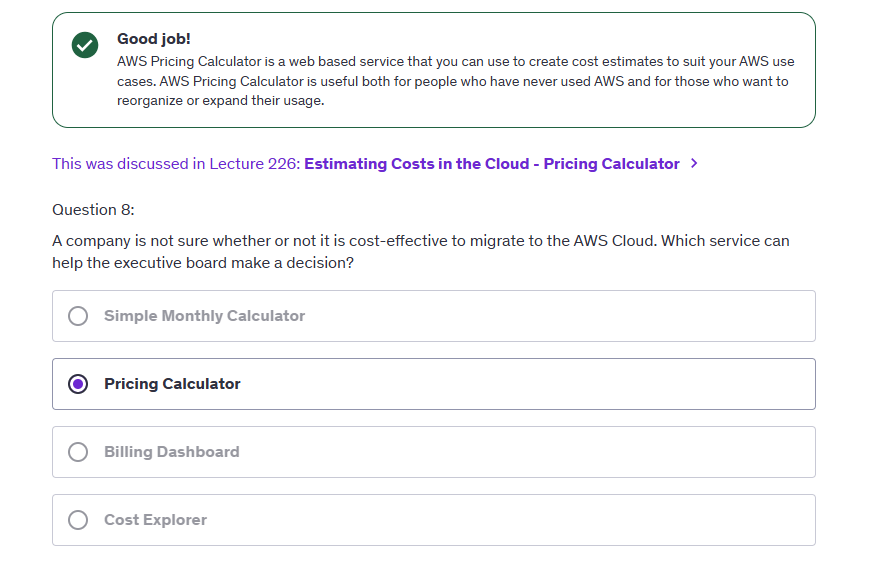 Good job!
AWS Pricing Calculator is a web based service that you can use to create cost estimates to suit your AWS use
cases. AWS Pricing Calculator is useful both for people who have never used AWS and for those who want to
reorganize or expand their usage.
This was discussed in Lecture 226: Estimating Costs in the Cloud - Pricing Calculator
Question 8:
A company is not sure whether or not it is cost-effective to migrate to the AWS Cloud. Which service can
help the executive board make a decision?
Simple Monthly Calculator
Pricing Calculator
Billing Dashboard
Cost Explorer